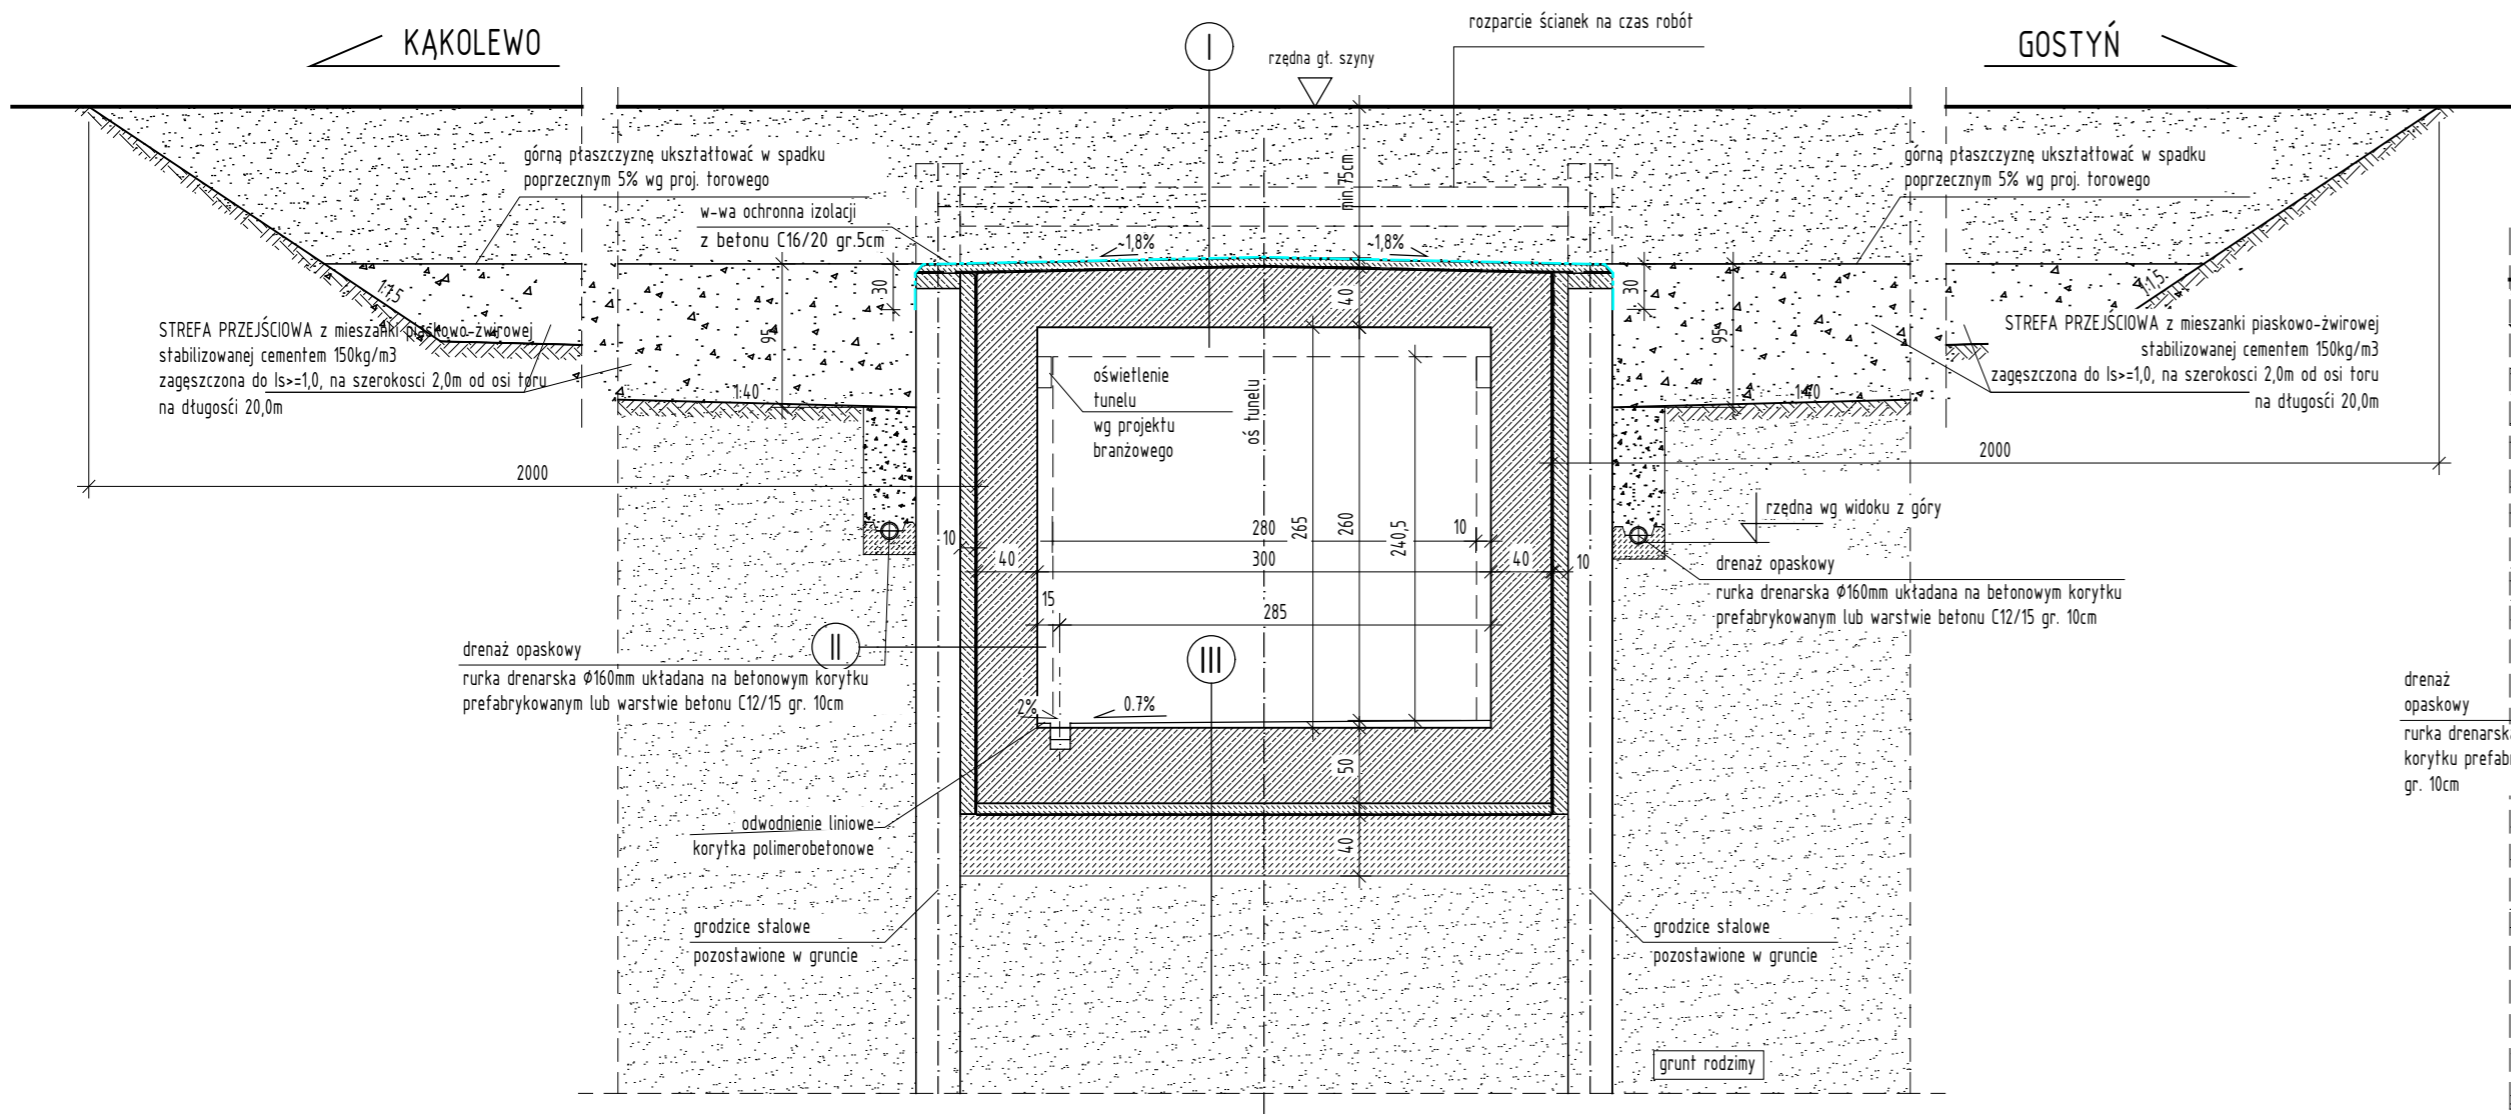 KĄKOLEWO
I
rozparcie ścianek na czas robót
rzędna gł. szyny
GOSTYŃ
górną płaszczyznę ukształtować w spadku
poprzecznym 5% wg proj. torowego
w-wa ochronna izolacji
z betonu C16/20 gr.5cm
min.75cm
górną płaszczyznę ukształtować w spadku
poprzecznym 5% wg proj. torowego
~1,8%
~1,8%
1:1,5
30
40
30
1:1,5
95
95
STREFA PRZEJŚCIOWA z mieszanki piaskowo-żwirowej
stabilizowanej cementem 150kg/m3
zagęszczona do Is>=1,0, na szerokosci 2,0m od osi toru
na długości 20,0m
STREFA PRZEJŚCIOWA z mieszanki piaskowo-żwirowej
stabilizowanej cementem 150kg/m3
zagęszczona do Is>=1,0, na szerokosci 2,0m od osi toru
na długości 20,0m
1:40
1:40
oświetlenie
tunelu
wg projektu
branżowego
oś tunelu
2000
2000
rzędna wg widoku z góry
10
280
265
260
240,5
10
40
300
40
10
drenaż opaskowy
rurka drenarska Φ160mm układana na betonowym korytku
prefabrykowanym lub warstwie betonu C12/15 gr. 10cm
15
285
II
III
drenaż opaskowy
rurka drenarska Φ160mm układana na betonowym korytku
prefabrykowanym lub warstwie betonu C12/15 gr. 10cm
2%
0.7%
drenaż
opaskowy
rurka drenarska
korytku prefab
gr. 10cm
50
odwodnienie liniowe
korytka polimerobetonowe
40
grodzice stalowe
pozostawione w gruncie
grodzice stalowe
pozostawione w gruncie
grunt rodzimy